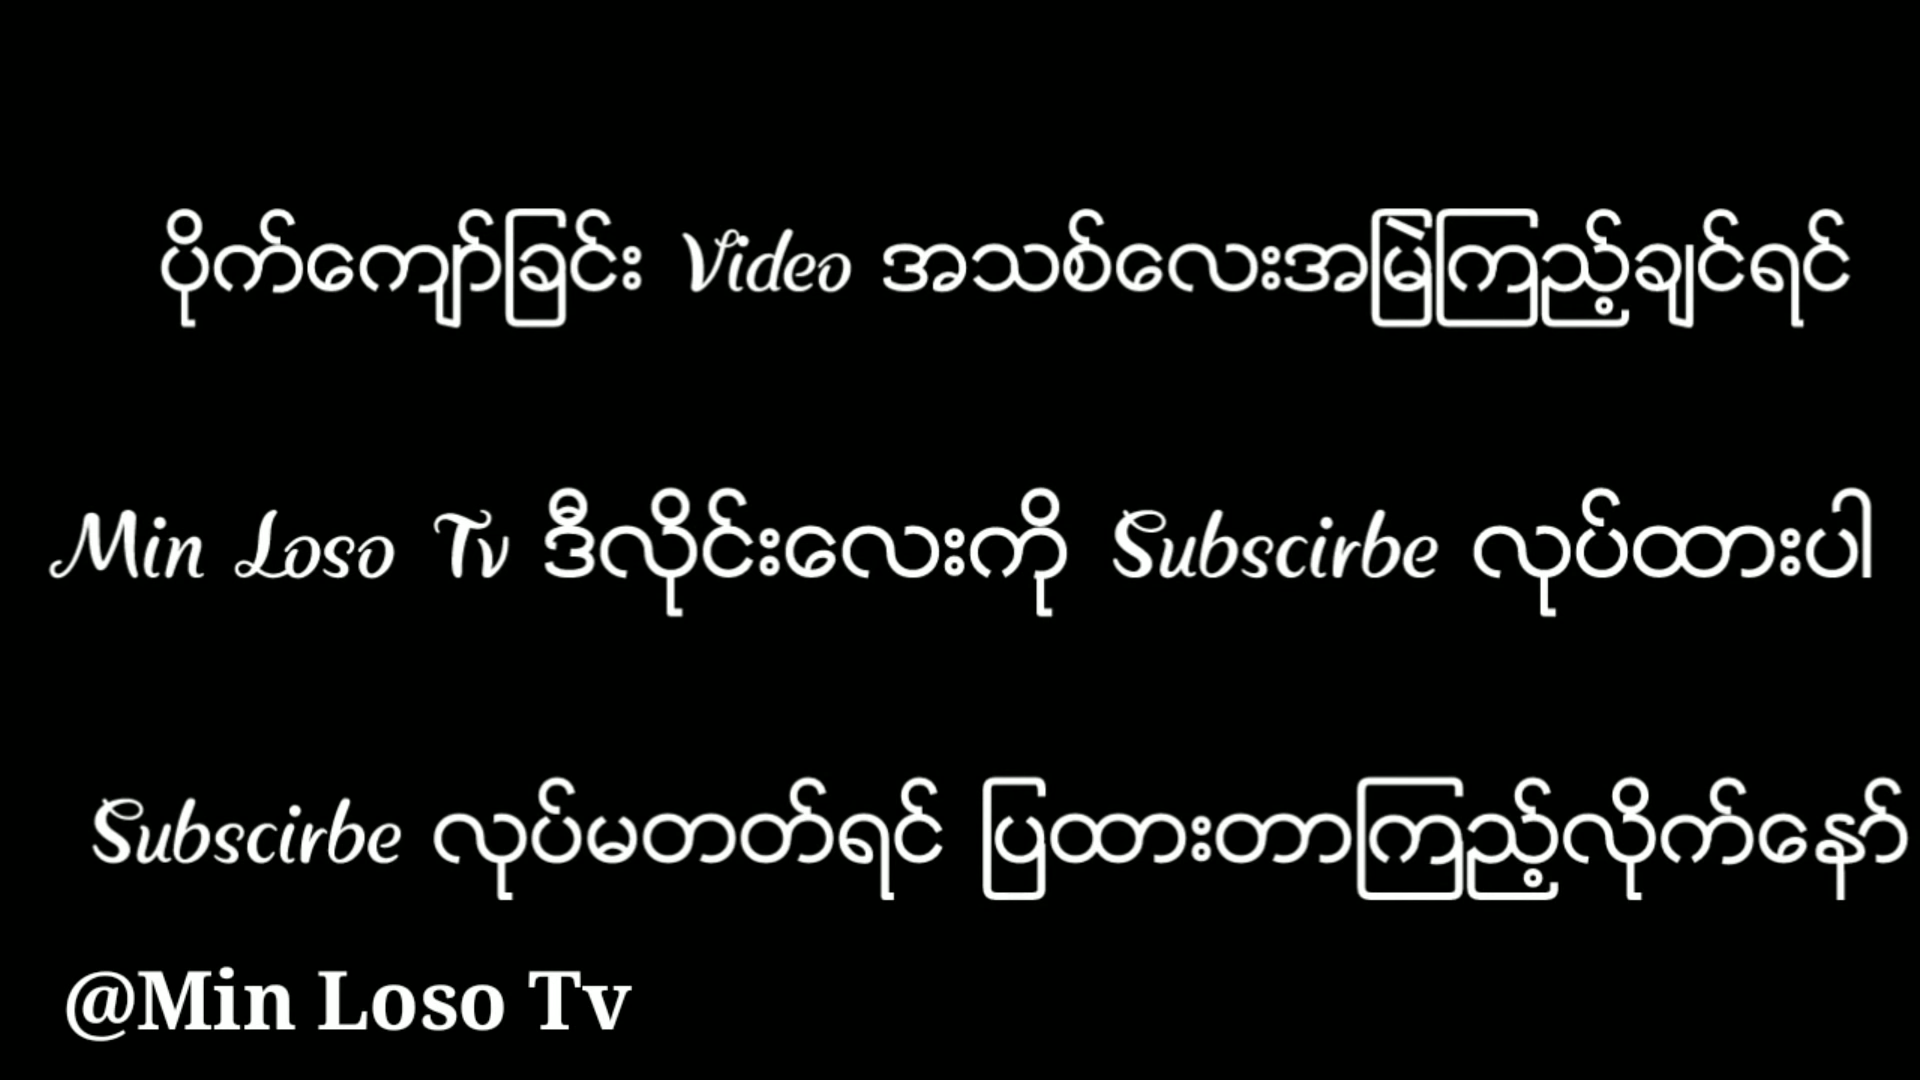 ပိုက်ကျော်ခြင်း Video အသစ်လေးအမြဲကြည့်ချင်ရင်
Min Loso Tv ဒီလိုင်းလေးကို Subscirbe လုပ်ထားပါ
Subscirbe လုပ်မတတ်ရင် ပြထားတာကြည့်လိုက်နော်
@Min Loso Tv